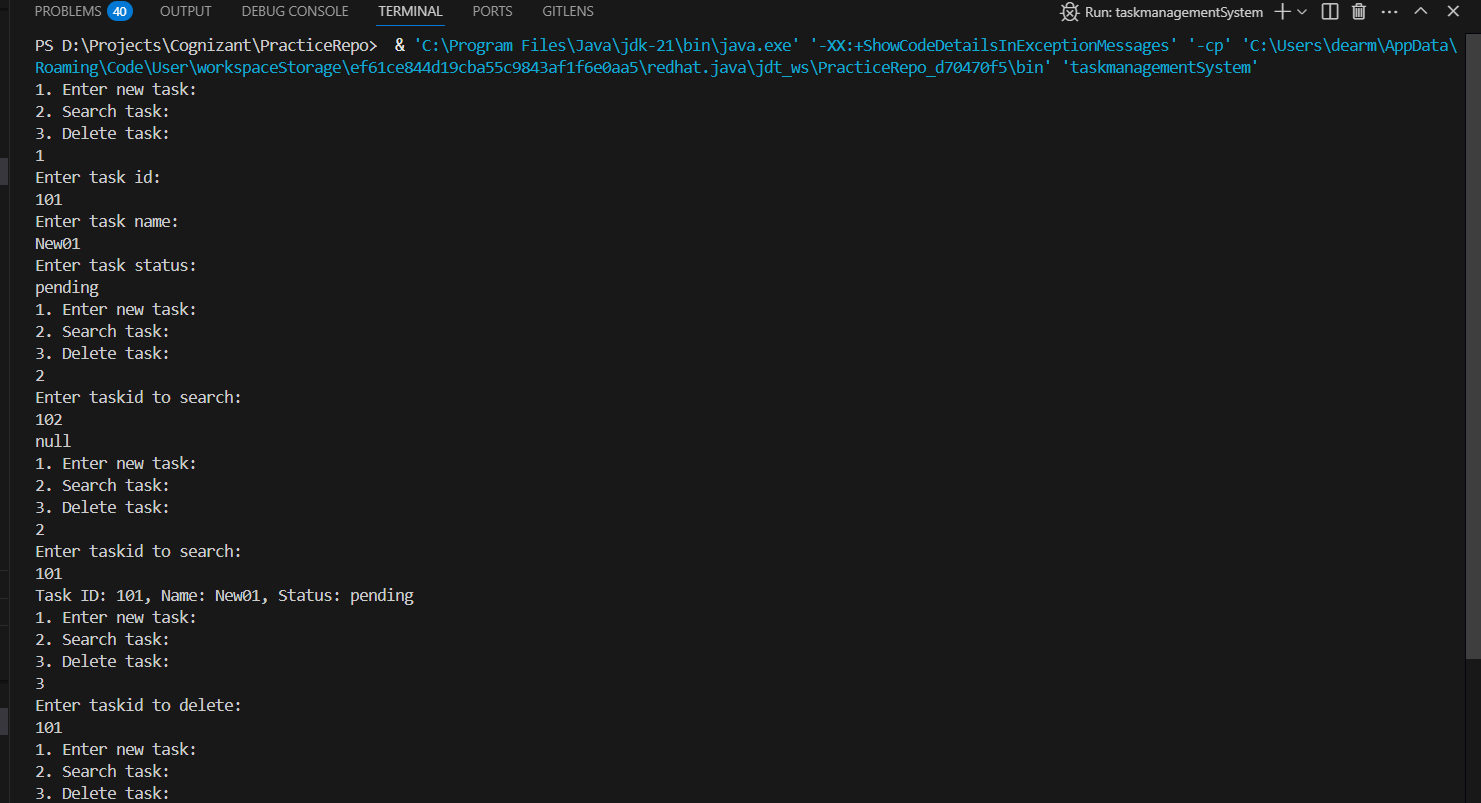 PROBLEMS 40 OUTPUT DEBUG CONSOLE TERMINAL PORTS GITLENS Run: taskmanagementSystem
PS D:\Projects\Cognizant\PracticeRepo>  & 'C:\Program Files\Java\jdk-21\bin\java.exe' '-XX:+ShowCodeDetailsInExceptionMessages' '-cp' 'C:\Users\dearm\AppData\
Roaming\Code\User\workspaceStorage\ef61ce844d19cba55c9843af1f6e0aa5\redhat.java\jdt_ws\PracticeRepo_d70470f5\bin' 'taskmanagementSystem'
1. Enter new task:
2. Search task:
3. Delete task:
1
Enter task id:
101
Enter task name:
New01
Enter task status:
pending
1. Enter new task:
2. Search task:
3. Delete task:
2
Enter taskid to search:
102
null
1. Enter new task:
2. Search task:
3. Delete task:
2
Enter taskid to search:
101
Task ID: 101, Name: New01, Status: pending
1. Enter new task:
2. Search task:
3. Delete task:
3
Enter taskid to delete:
101
1. Enter new task:
2. Search task:
3. Delete task: